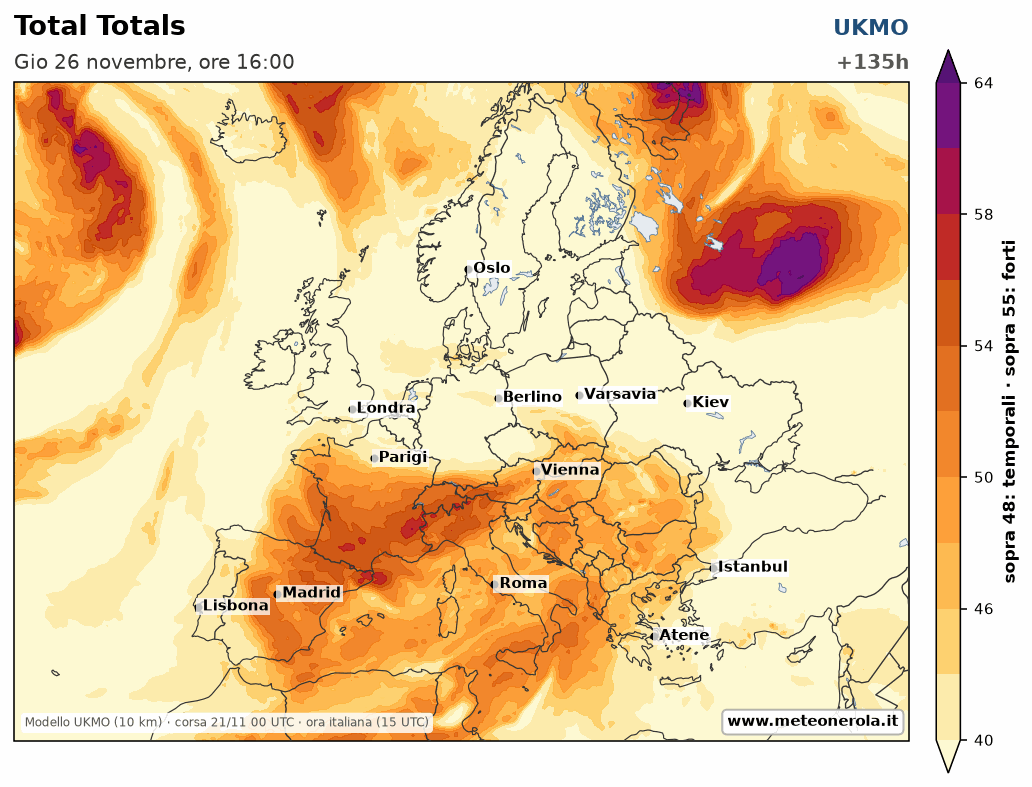 Total Totals
UKMO
Gio 26 novembre, ore 16:00
+135h
64
58
54
50
46
40
sopra 48: temporali · sopra 55: forti
Oslo
Berlino
Varsavia
Kiev
Londra
Parigi
Vienna
Istanbul
Roma
Madrid
Lisbona
Atene
Modello UKMO (10 km) · corsa 21/11 00 UTC · ora italiana (15 UTC)
www.meteonerola.it